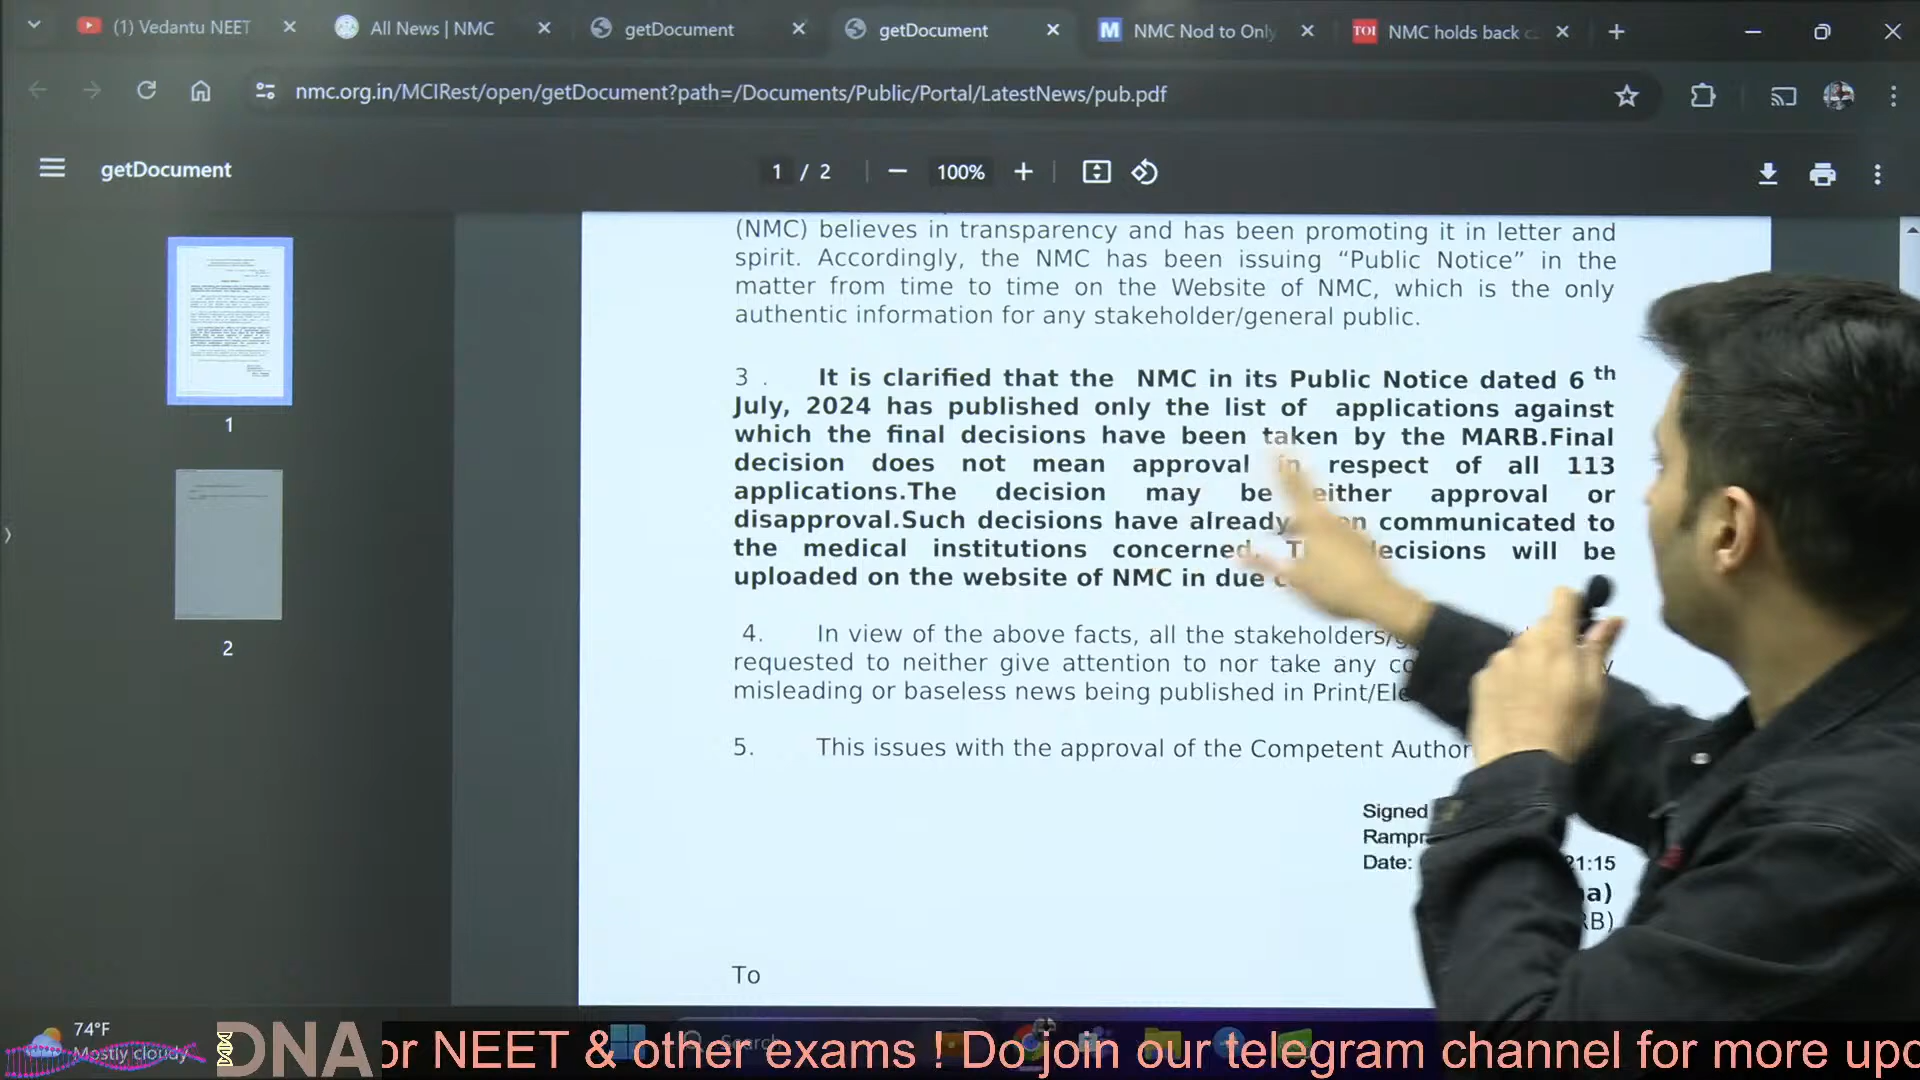 (1) Vedantu NEET
All News | NMC
getDocument
getDocument
M NMC Nod to Only
TOI NMC holds back
nmc.org.in/MCIRest/open/getDocument?path=/Documents/Public/Portal/LatestNews/pub.pdf
getDocument
1 / 2
100%
1
2
(NMC) believes in transparency and has been promoting it in letter and
spirit. Accordingly, the NMC has been issuing “Public Notice” in the
matter from time to time on the Website of NMC, which is the only
authentic information for any stakeholder/general public.
3 . It is clarified that the NMC in its Public Notice dated 6 th
July, 2024 has published only the list of applications against
which the final decisions have been taken by the MARB.Final
decision does not mean approval in respect of all 113
applications.The decision may be either approval or
disapproval.Such decisions have already communicated to
the medical institutions concerned. decisions will be
uploaded on the website of NMC in due
4. In view of the above facts, all the stakeholders/
requested to neither give attention to nor take any
misleading or baseless news being published in
5. This issues with the approval of the Competent
Signed
Date: 21:15
To
74°F
Mostly cloudy
Search
DNA
or NEET & other exams ! Do join our telegram channel for more